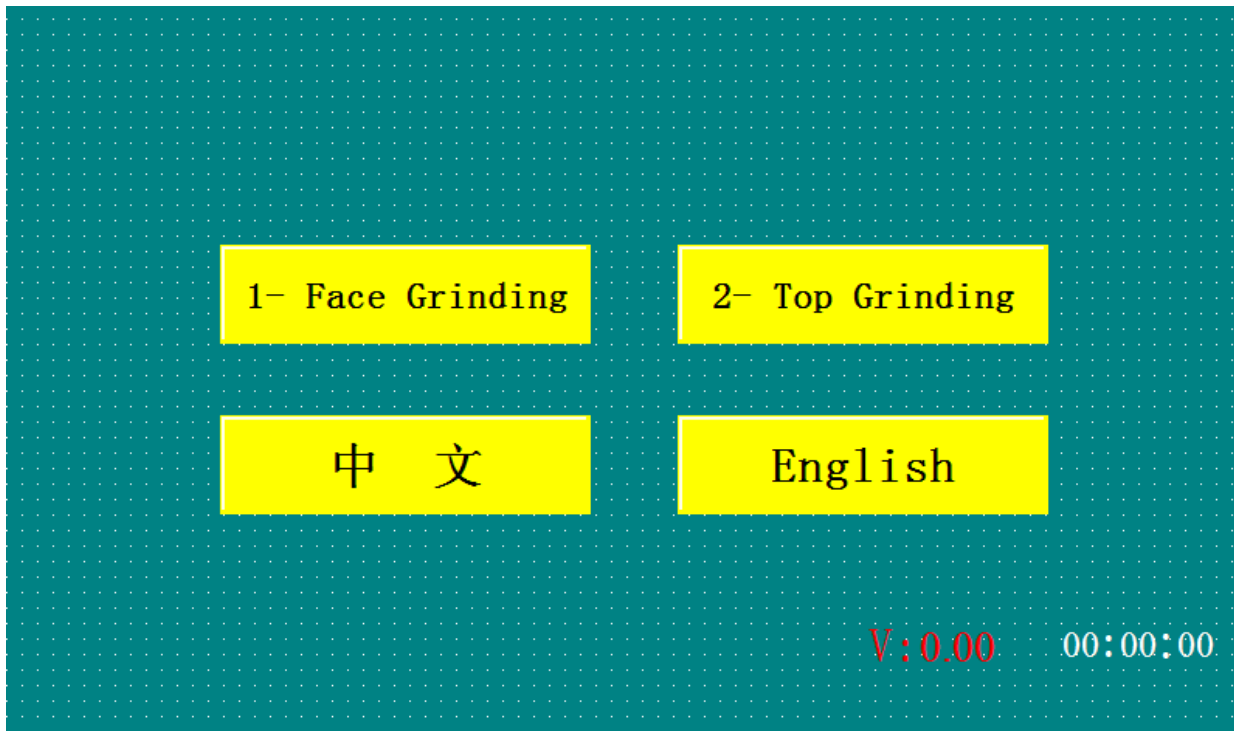 1- Face Grinding
2- Top Grinding
中 文
English
V:0.00
00:00:00